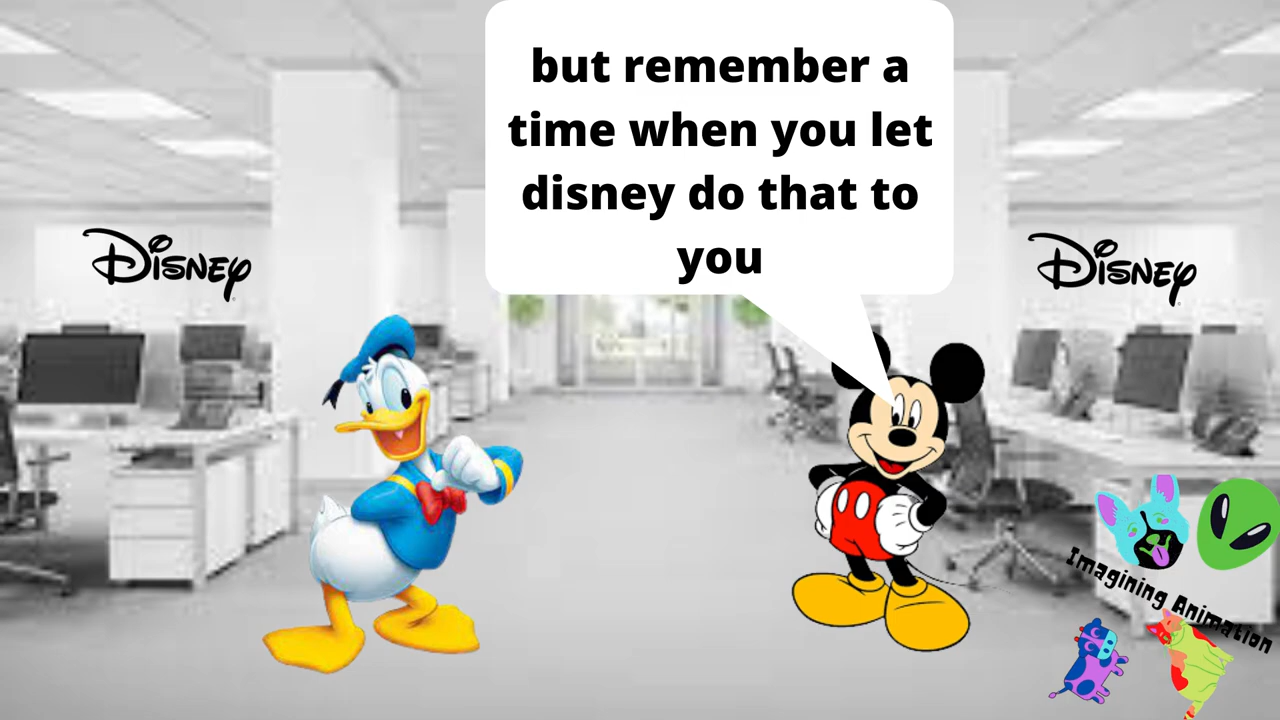 but remember a
time when you let
disney do that to
you
Disney
Disney
Imagining Animation